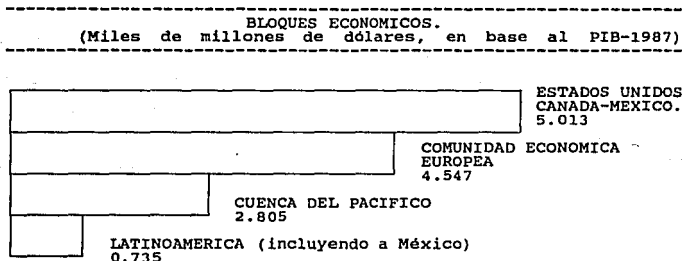 BLOQUES ECONOMICOS.
(Miles de millones de dólares, en base al PIB-1987)
ESTADOS UNIDOS
CANADA-MEXICO.
5.013
COMUNIDAD ECONOMICA
EUROPEA
4.547
CUENCA DEL PACIFICO
2.805
LATINOAMERICA (incluyendo a México)
0.735